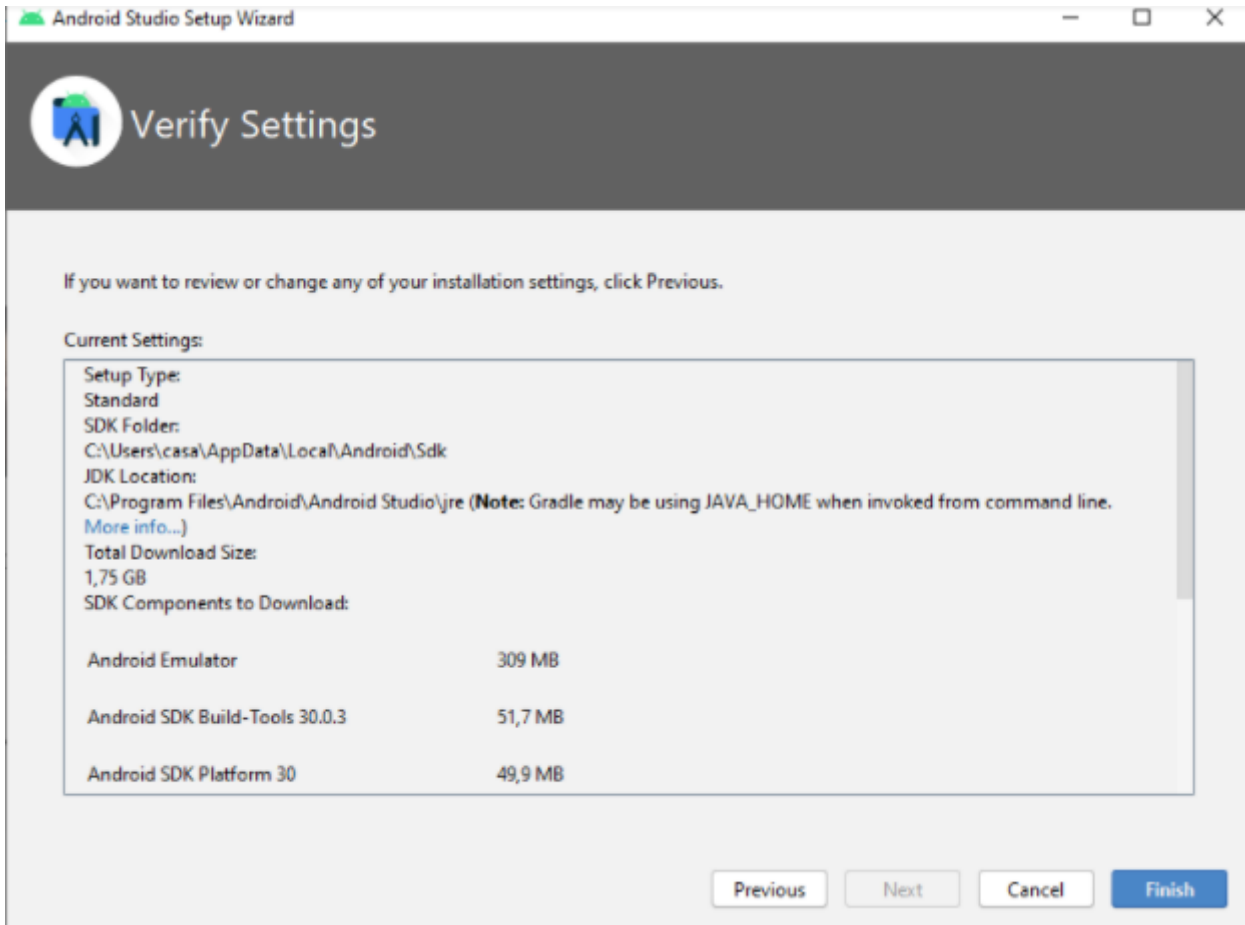 Android Studio Setup Wizard
Verify Settings
If you want to review or change any of your installation settings, click Previous.
Current Settings:
Setup Type:
Standard
SDK Folder:
C:\Users\casa\AppData\Local\Android\Sdk
JDK Location:
C:\Program Files\Android\Android Studio\jre (Note: Gradle may be using JAVA_HOME when invoked from command line.
More info...)
Total Download Size:
1,75 GB
SDK Components to Download:
Android Emulator 309 MB
Android SDK Build-Tools 30.0.3 51,7 MB
Android SDK Platform 30 49,9 MB
Previous Next Cancel Finish